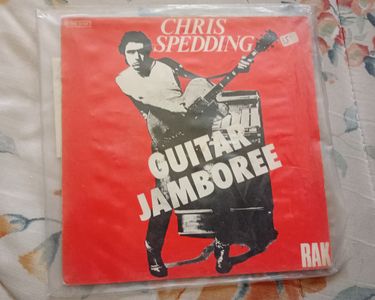 CHRIS
SPEDDING
GUITAR
JAMBOREE
RAK